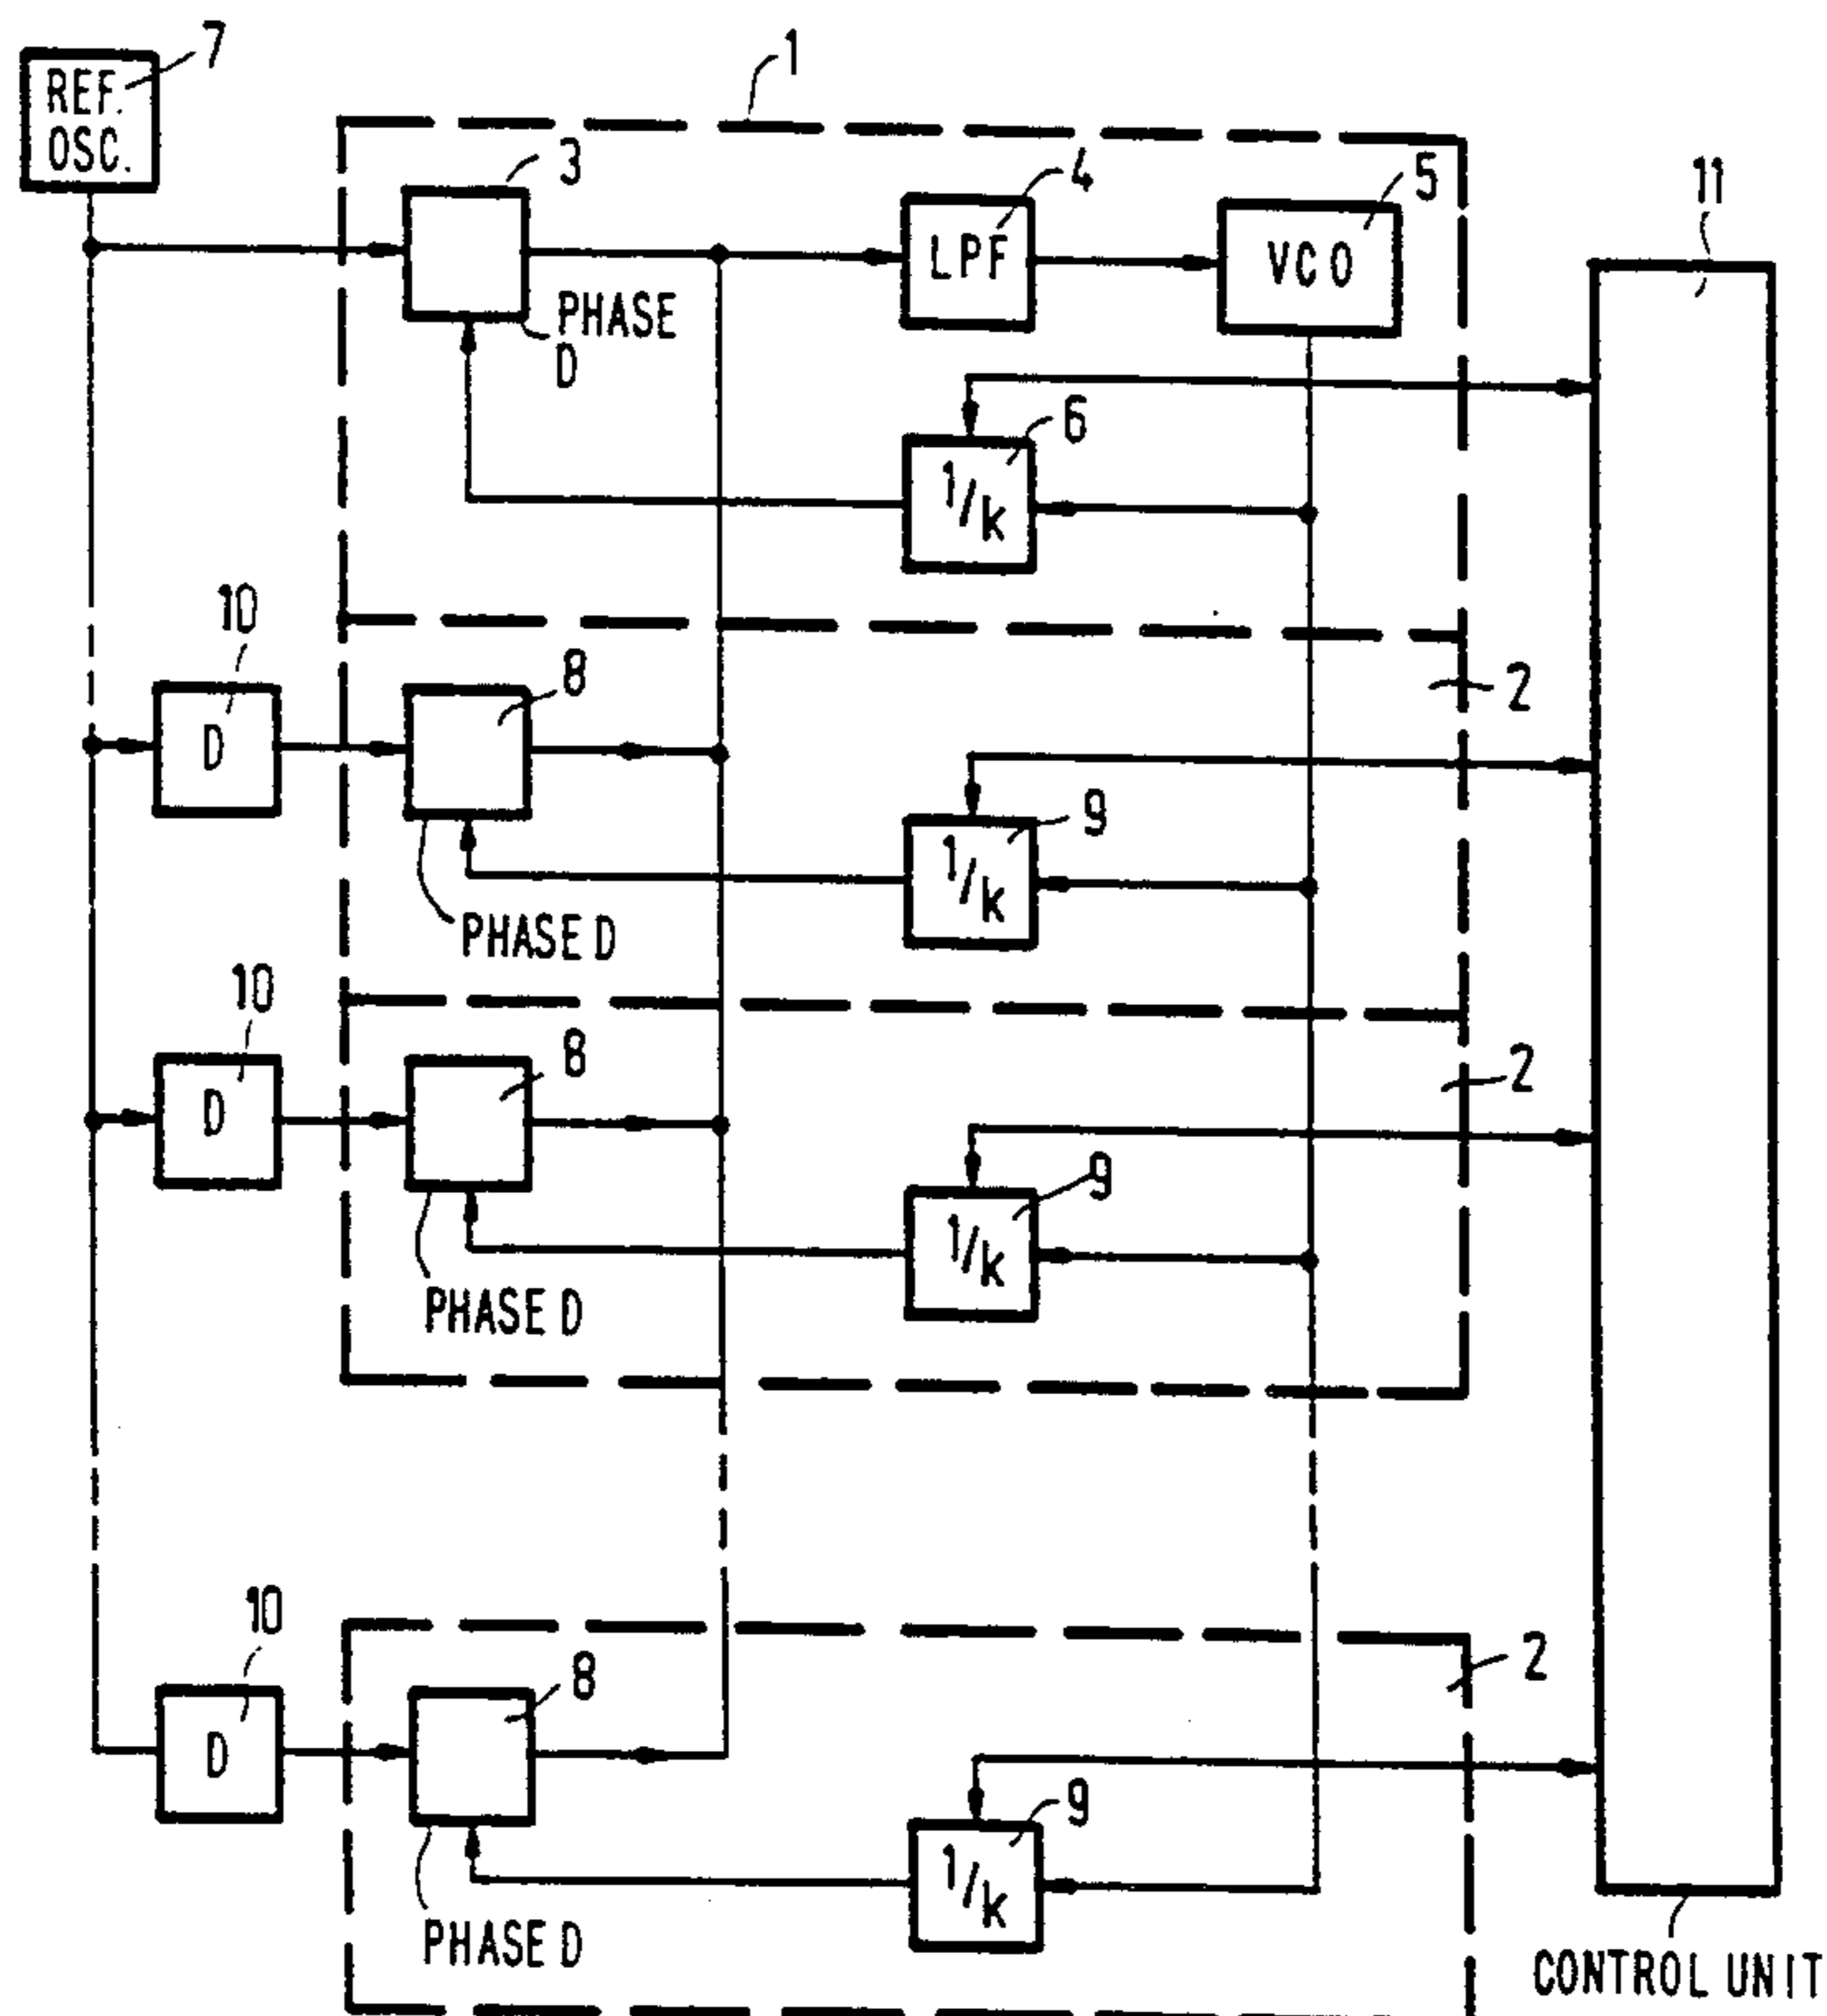 7
REF.
OSC.
1
3
4
5
11
LPF
VCO
PHASE
D
6
1/k
10
8
2
D
9
1/k
PHASE D
10
8
2
D
9
1/k
PHASE D
10
8
2
D
9
1/k
PHASE D
CONTROL UNIT